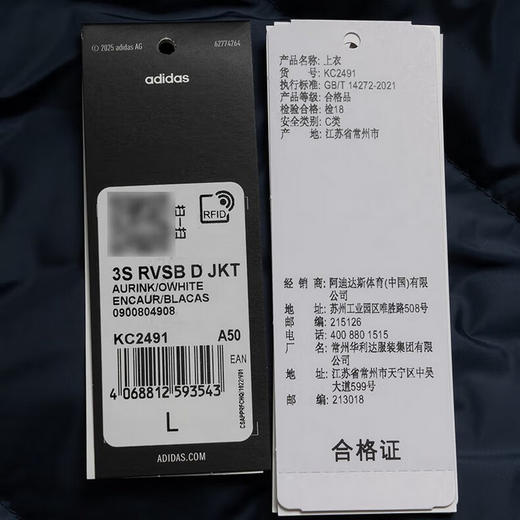 © 2025 adidas AG
62774764
adidas
RFID
3S RVSB D JKT
AURINK/OWHITE
ENCAUR/BLACAS
0900804908
KC2491
A50
EAN
4 068812 593543
L
ADIDAS.COM
产品名称: 上衣
货 号: KC2491
执行标准: GB/T 14272-2021
产品等级: 合格品
检验合格: 检18
安全类别: C类
产 地: 江苏省常州市
经 销 商: 阿迪达斯体育(中国)有限
公司
地 址: 苏州工业园区唯胜路508号
邮 编: 215126
电 话: 400 880 1515
厂 名: 常州华利达服装集团有限
公司
地 址: 江苏省常州市天宁区中吴
大道599号
邮 编: 213018
合格证